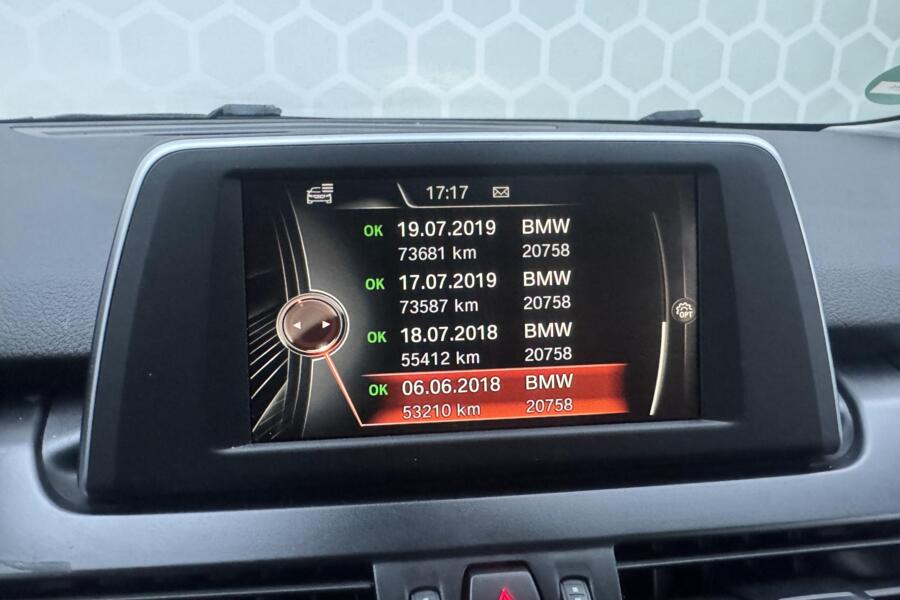 17:17
OK 19.07.2019 BMW
73681 km 20758
OK 17.07.2019 BMW
73587 km 20758
OK 18.07.2018 BMW
55412 km 20758
OK 06.06.2018 BMW
53210 km 20758
OPT